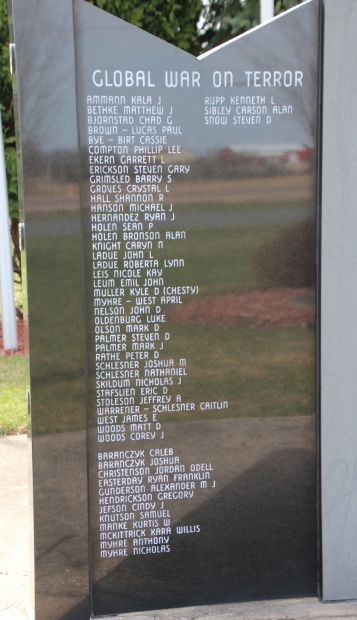 GLOBAL WAR ON TERROR
AMMANN KALA J
BETHKE MATTHEW J
BJORNSTAD CHAD G
BROWN - LUCAS PAUL
BYE - BIRT CASSIE
COMPTON PHILLIP LEE
EKERN GARRETT L
ERICKSON STEVEN GARY
GRIMSLED BARRY S
GROVES CRYSTAL L
HALL SHANNON R
HANSON MICHAEL J
HERNANDEZ RYAN J
HOLEN SEAN P
HOLEN BRONSON ALAN
KNIGHT CARYN N
LADUE JOHN L
LADUE ROBERTA LYNN
LEIS NICOLE KAY
LEUM EMIL JOHN
MULLER KYLE D (CHESTY)
MYHRE - WEST APRIL
NELSON JOHN D
OLDENBURG LUKE
OLSON MARK D
PALMER STEVEN D
PALMER MARK J
RATHE PETER D
SCHLESNER JOSHUA M
SCHLESNER NATHANIEL
SKILDUM NICHOLAS J
STAFSLIEN ERIC D
STOLESON JEFFREY A
WARRENER - SCHLESNER CAITLIN
WEST JAMES E
WOODS MATT D
WOODS COREY J
BARANCZYK CALEB
BARANCZYK JOSHUA
CHRISTENSON JORDAN ODELL
EASTERDAY RYAN FRANKLIN
GUNDERSON ALEXANDER M J
HENDRICKSON GREGORY
JEFSON CINDY J
KNUTSON SAMUEL
MANKE KURTIS W
MCKITTRICK KARA WILLIS
MYHRE ANTHONY
MYHRE NICHOLAS
RUPP KENNETH L
SIBLEY CARSON ALAN
SNOW STEVEN D